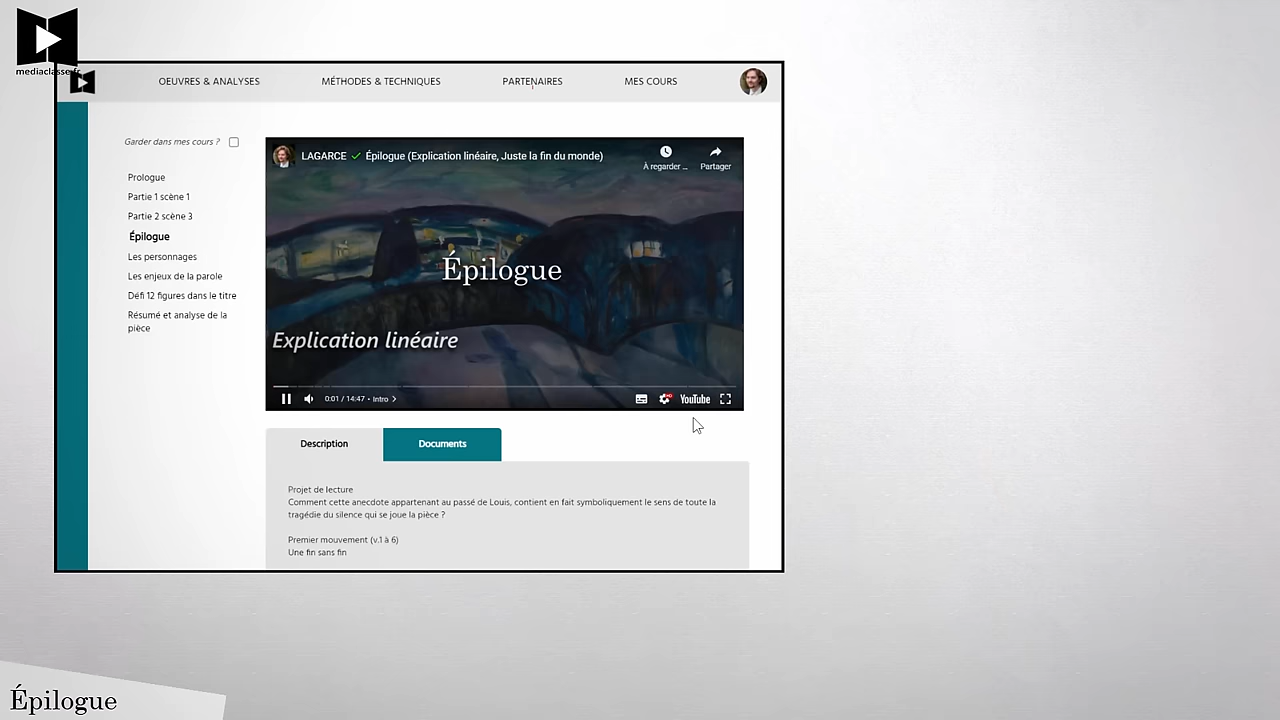 mediaclasse.fr
OEUVRES & ANALYSES
MÉTHODES & TECHNIQUES
PARTENAIRES
MES COURS
Garder dans mes cours ?
Prologue
Partie 1 scène 1
Partie 2 scène 3
Épilogue
Les personnages
Les enjeux de la parole
Défi 12 figures dans le titre
Résumé et analyse de la
pièce
LAGARCE ✓ Épilogue (Explication linéaire, Juste la fin du monde)
À regarder ...
Partager
Épilogue
Explication linéaire
0:01 / 14:47 • Intro
YouTube
Description
Documents
Projet de lecture
Comment cette anecdote appartenant au passé de Louis, contient en fait symboliquement le sens de toute la
tragédie du silence qui se joue la pièce ?
Premier mouvement (v.1 à 6)
Une fin sans fin
Épilogue